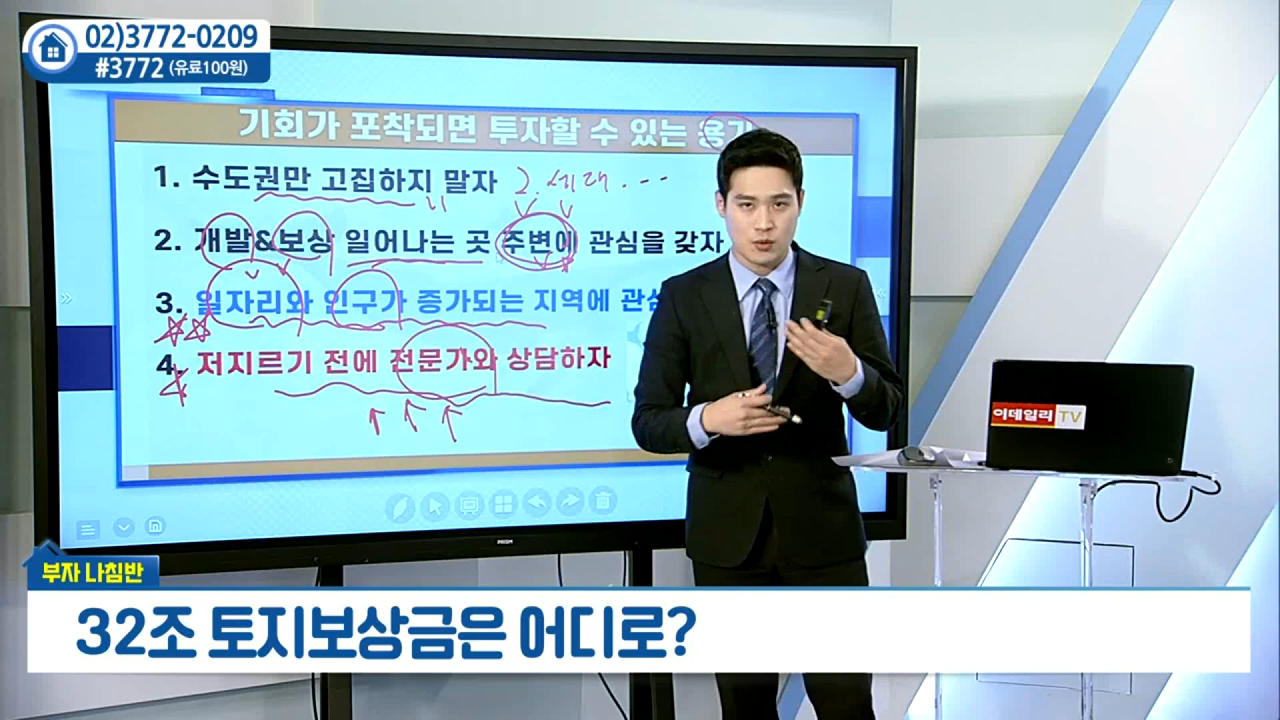 02)3772-0209
#3772 (유료100원)
기회가 포착되면 투자할 수 있는
1. 수도권만 고집하지 말자 2. 세대 . - -
2. 개발&보상 일어나는 곳 주변에 관심을 갖자
3. 일자리와 인구가 증가되는 지역에
4. 저지르기 전에 전문가와 상담하자
이데일리 TV
PRISM
부자 나침반
32조 토지보상금은 어디로?